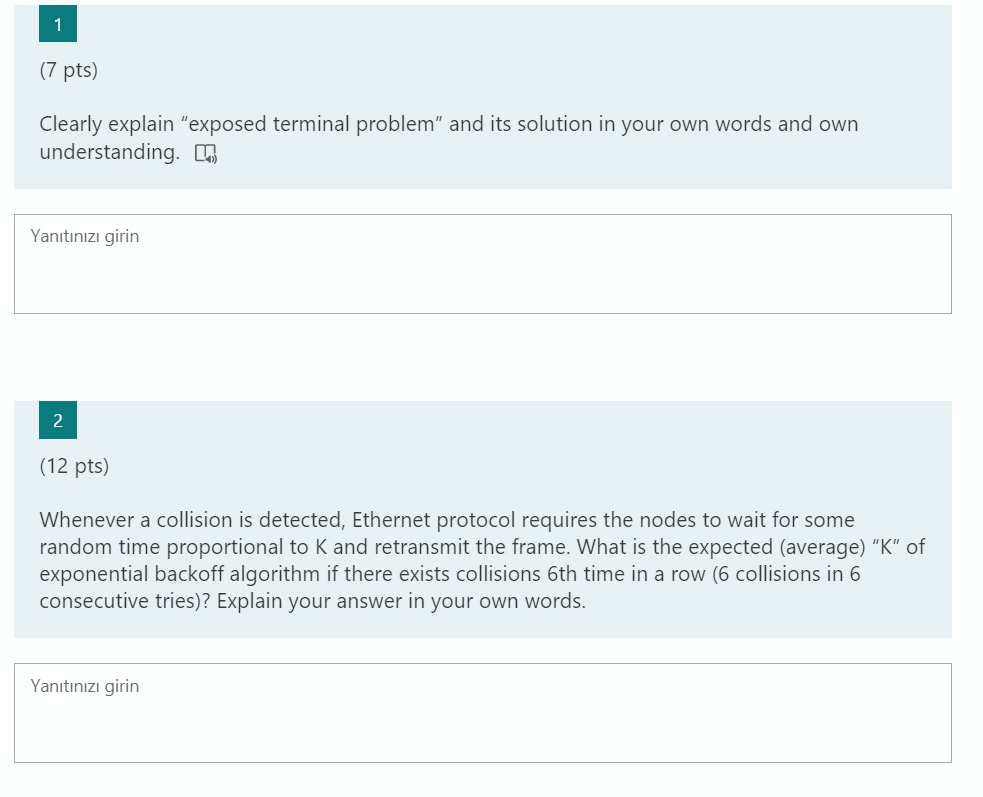 1
(7 pts)
Clearly explain “exposed terminal problem” and its solution in your own words and own
understanding.
Yanıtınızı girin
2
(12 pts)
Whenever a collision is detected, Ethernet protocol requires the nodes to wait for some
random time proportional to K and retransmit the frame. What is the expected (average) “K” of
exponential backoff algorithm if there exists collisions 6th time in a row (6 collisions in 6
consecutive tries)? Explain your answer in your own words.
Yanıtınızı girin